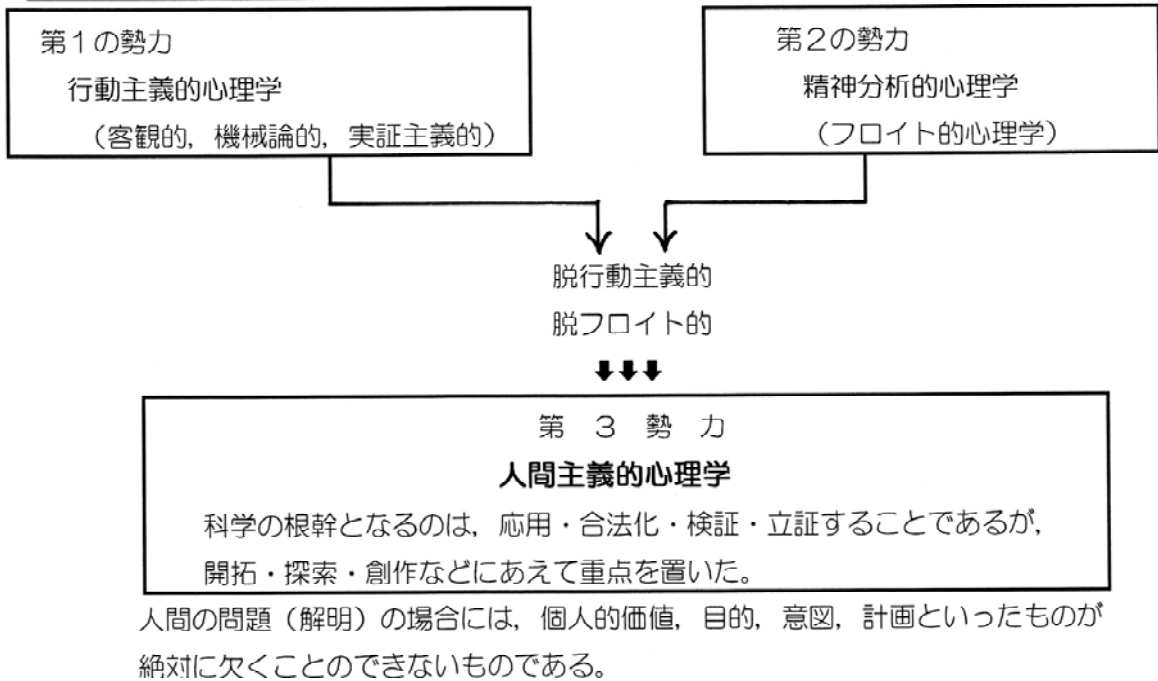 第1の勢力
行動主義的心理学
（客観的，機械論的，実証主義的）
第2の勢力
精神分析的心理学
（フロイト的心理学）
脱行動主義的
脱フロイト的
第　3　勢　力
人間主義的心理学
科学の根幹となるのは，応用・合法化・検証・立証することであるが，
開拓・探索・創作などにあえて重点を置いた。
人間の問題（解明）の場合には，個人的価値，目的，意図，計画といったものが
絶対に欠くことのできないものである。